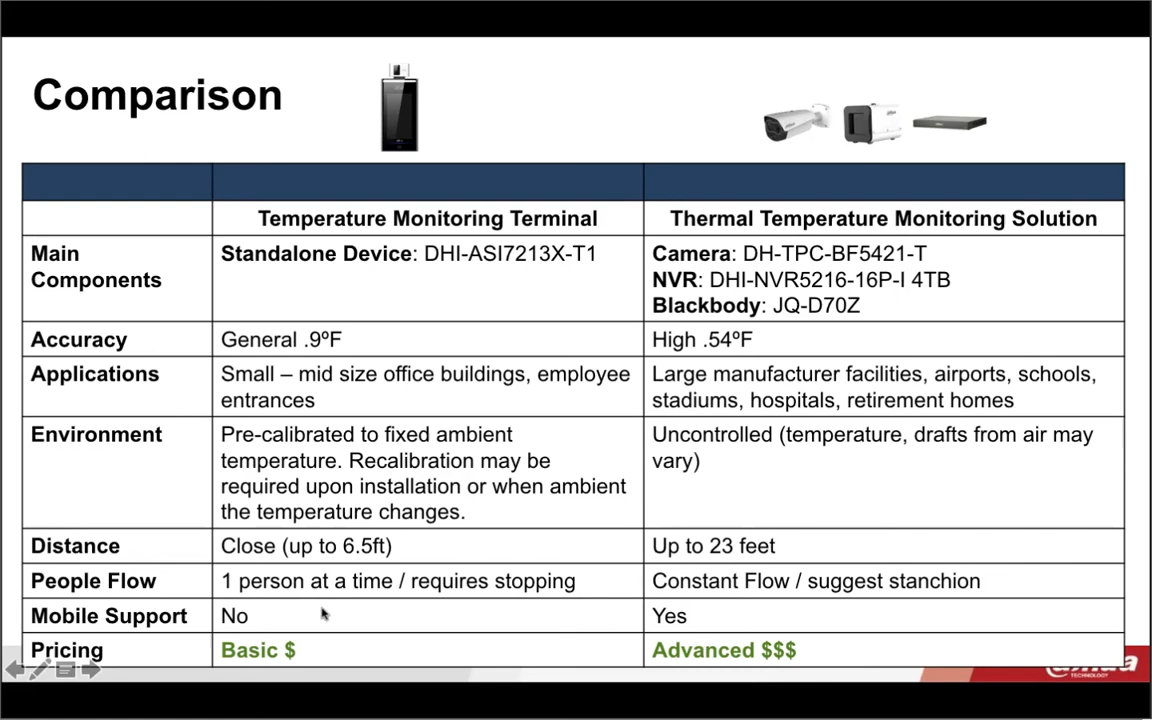 Comparison
Temperature Monitoring Terminal
Thermal Temperature Monitoring Solution
Main
Components
Standalone Device: DHI-ASI7213X-T1
Camera: DH-TPC-BF5421-T
NVR: DHI-NVR5216-16P-I 4TB
Blackbody: JQ-D70Z
Accuracy
General .9ºF
High .54ºF
Applications
Small – mid size office buildings, employee
entrances
Large manufacturer facilities, airports, schools,
stadiums, hospitals, retirement homes
Environment
Pre-calibrated to fixed ambient
temperature. Recalibration may be
required upon installation or when ambient
the temperature changes.
Uncontrolled (temperature, drafts from air may
vary)
Distance
Close (up to 6.5ft)
Up to 23 feet
People Flow
1 person at a time / requires stopping
Constant Flow / suggest stanchion
Mobile Support
No
Yes
Pricing
Basic $
Advanced $$$
TECHNOLOGY